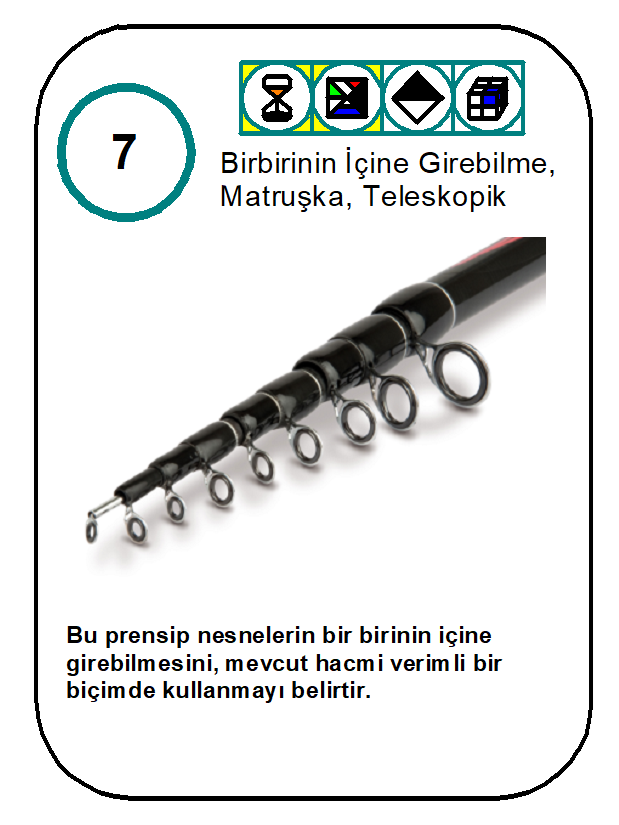 7
Birbirinin İçine Girebilme,
Matruşka, Teleskopik
Bu prensip nesnelerin bir birinin içine
girebilmesini, mevcut hacmi verimli bir
biçimde kullanmayı belirtir.